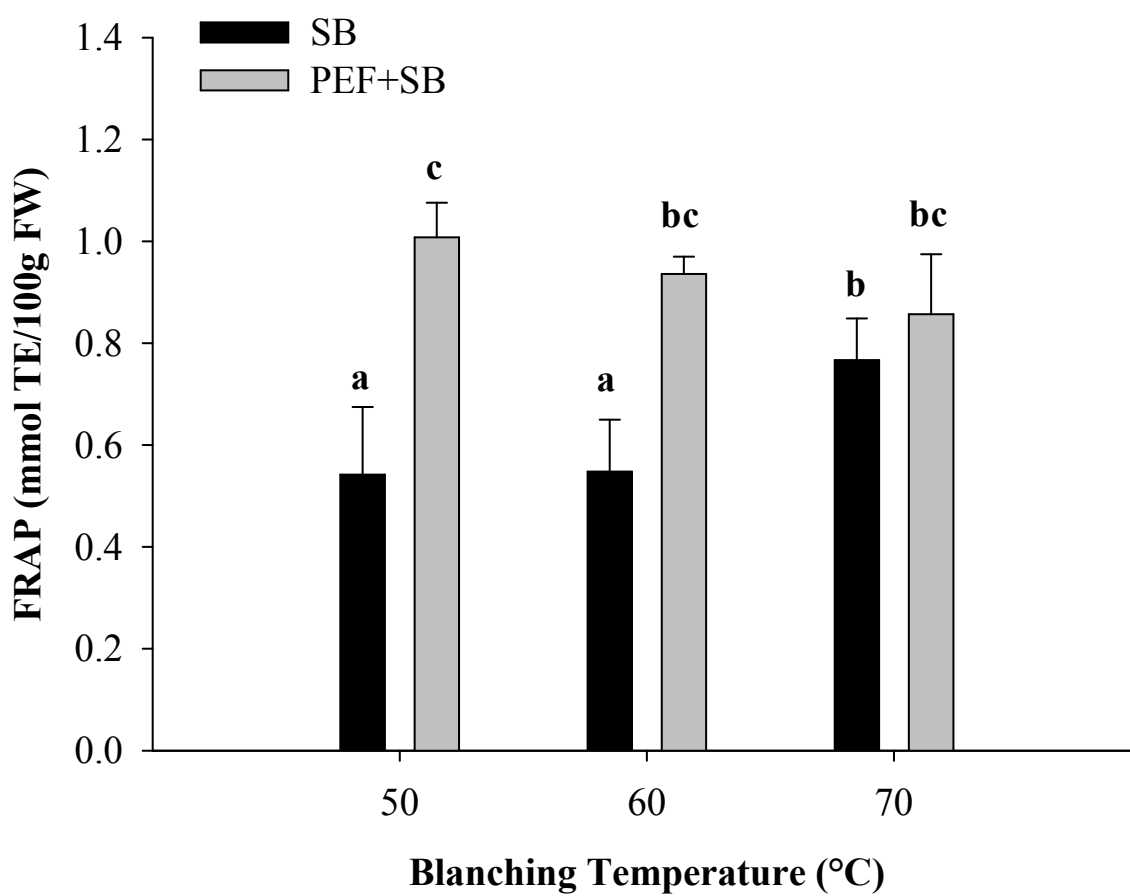 SB
PEF+SB
FRAP (mmol TE/100g FW)
1.4
1.2
1.0
0.8
0.6
0.4
0.2
0.0
a
c
a
bc
b
bc
50
60
70
Blanching Temperature (°C)